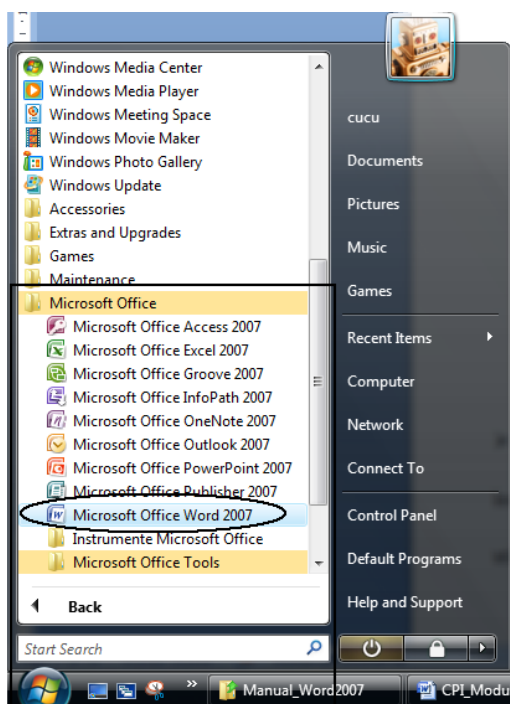 Windows Media Center
Windows Media Player
Windows Meeting Space
Windows Movie Maker
Windows Photo Gallery
Windows Update
Accessories
Extras and Upgrades
Games
Maintenance
Microsoft Office
Microsoft Office Access 2007
Microsoft Office Excel 2007
Microsoft Office Groove 2007
Microsoft Office InfoPath 2007
Microsoft Office OneNote 2007
Microsoft Office Outlook 2007
Microsoft Office PowerPoint 2007
Microsoft Office Publisher 2007
Microsoft Office Word 2007
Instrumente Microsoft Office
Microsoft Office Tools
Back
Start Search
cucu
Documents
Pictures
Music
Games
Recent Items
Computer
Network
Connect To
Control Panel
Default Programs
Help and Support
Manual_Word2007
CPI_Modu